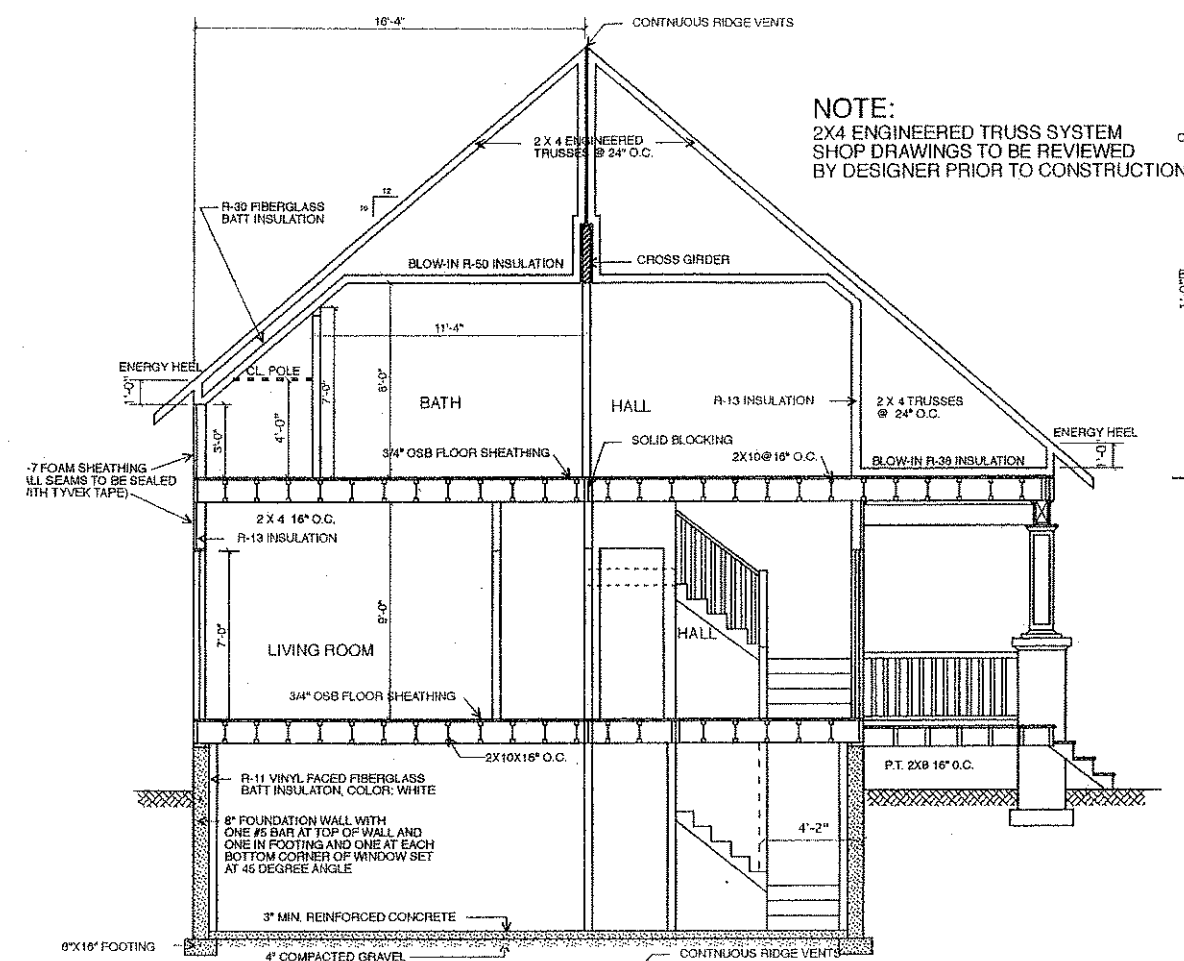 16'-4"
CONTNUOUS RIDGE VENTS
NOTE:
2X4 ENGINEERED TRUSS SYSTEM
SHOP DRAWINGS TO BE REVIEWED
BY DESIGNER PRIOR TO CONSTRUCTION
2 X 4 ENGINEERED
TRUSSES @ 24" O.C.
12
R-30 FIBERGLASS
BATT INSULATION
BLOW-IN R-50 INSULATION
CROSS GIRDER
11'-4"
ENERGY HEEL
1'-0"
CL. POLE
7'-0"
4'-0"
3'-0"
BATH
HALL
R-13 INSULATION
2 X 4 TRUSSES
@ 24" O.C.
ENERGY HEEL
1'-0"
SOLID BLOCKING
3/4" OSB FLOOR SHEATHING
2X10@16" O.C.
BLOW-IN R-38 INSULATION
-7 FOAM SHEATHING
ALL SEAMS TO BE SEALED
WITH TYVEK TAPE)
2 X 4 16" O.C.
R-13 INSULATION
7'-0"
9'-0"
LIVING ROOM
HALL
3/4" OSB FLOOR SHEATHING
2X10X16" O.C.
P.T. 2X8 16" O.C.
R-11 VINYL FACED FIBERGLASS
BATT INSULATON, COLOR: WHITE
8" FOUNDATION WALL WITH
ONE #5 BAR AT TOP OF WALL AND
ONE IN FOOTING AND ONE AT EACH
BOTTOM CORNER OF WINDOW SET
AT 45 DEGREE ANGLE
4'-2"
3" MIN. REINFORCED CONCRETE
8"X16" FOOTING
4" COMPACTED GRAVEL
CONTNUOUS RIDGE VENTS